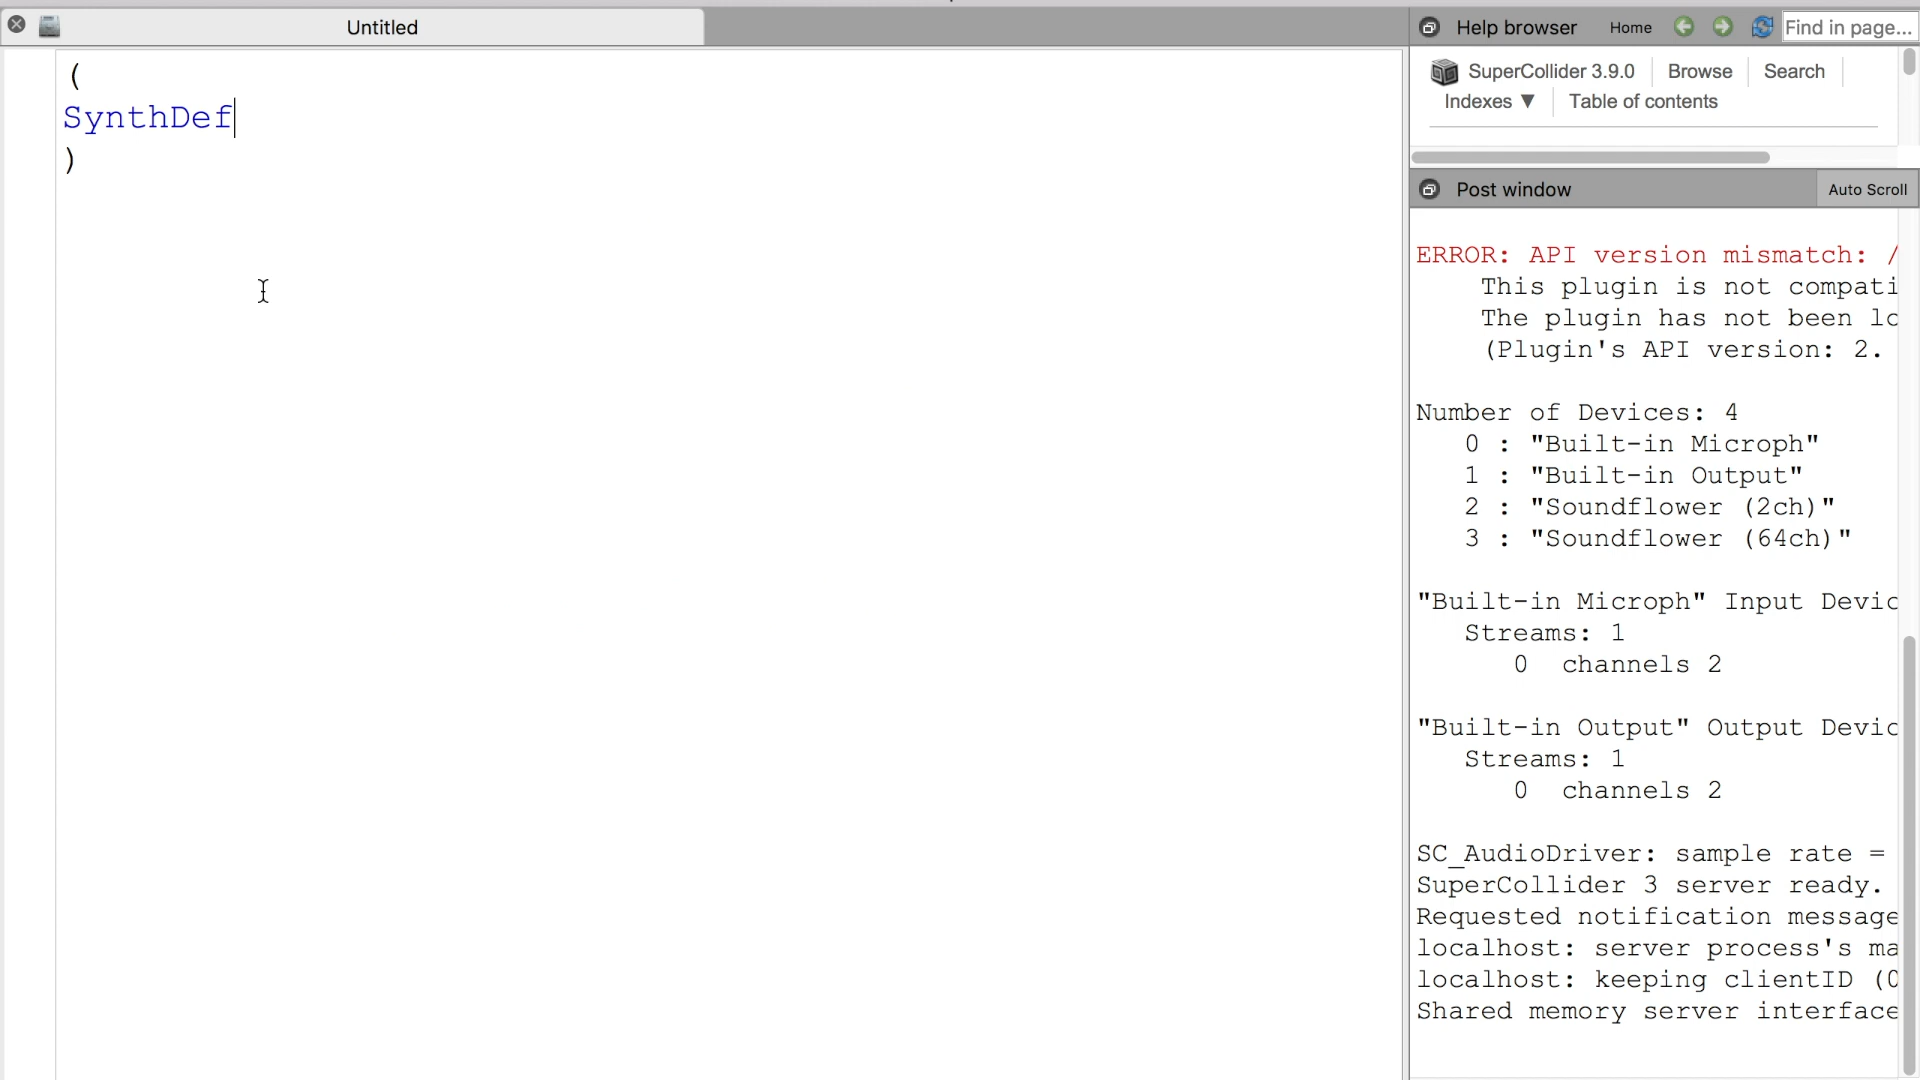 Untitled
(
SynthDef
)
Help browser
Home
Find in page...
SuperCollider 3.9.0
Browse
Search
Indexes ▼
Table of contents
Post window
Auto Scroll
ERROR: API version mismatch: /
This plugin is not compati
The plugin has not been lo
(Plugin's API version: 2.
Number of Devices: 4
0 : "Built-in Microph"
1 : "Built-in Output"
2 : "Soundflower (2ch)"
3 : "Soundflower (64ch)"
"Built-in Microph" Input Devic
Streams: 1
0 channels 2
"Built-in Output" Output Devic
Streams: 1
0 channels 2
SC_AudioDriver: sample rate =
SuperCollider 3 server ready.
Requested notification message
localhost: server process's ma
localhost: keeping clientID (0
Shared memory server interface